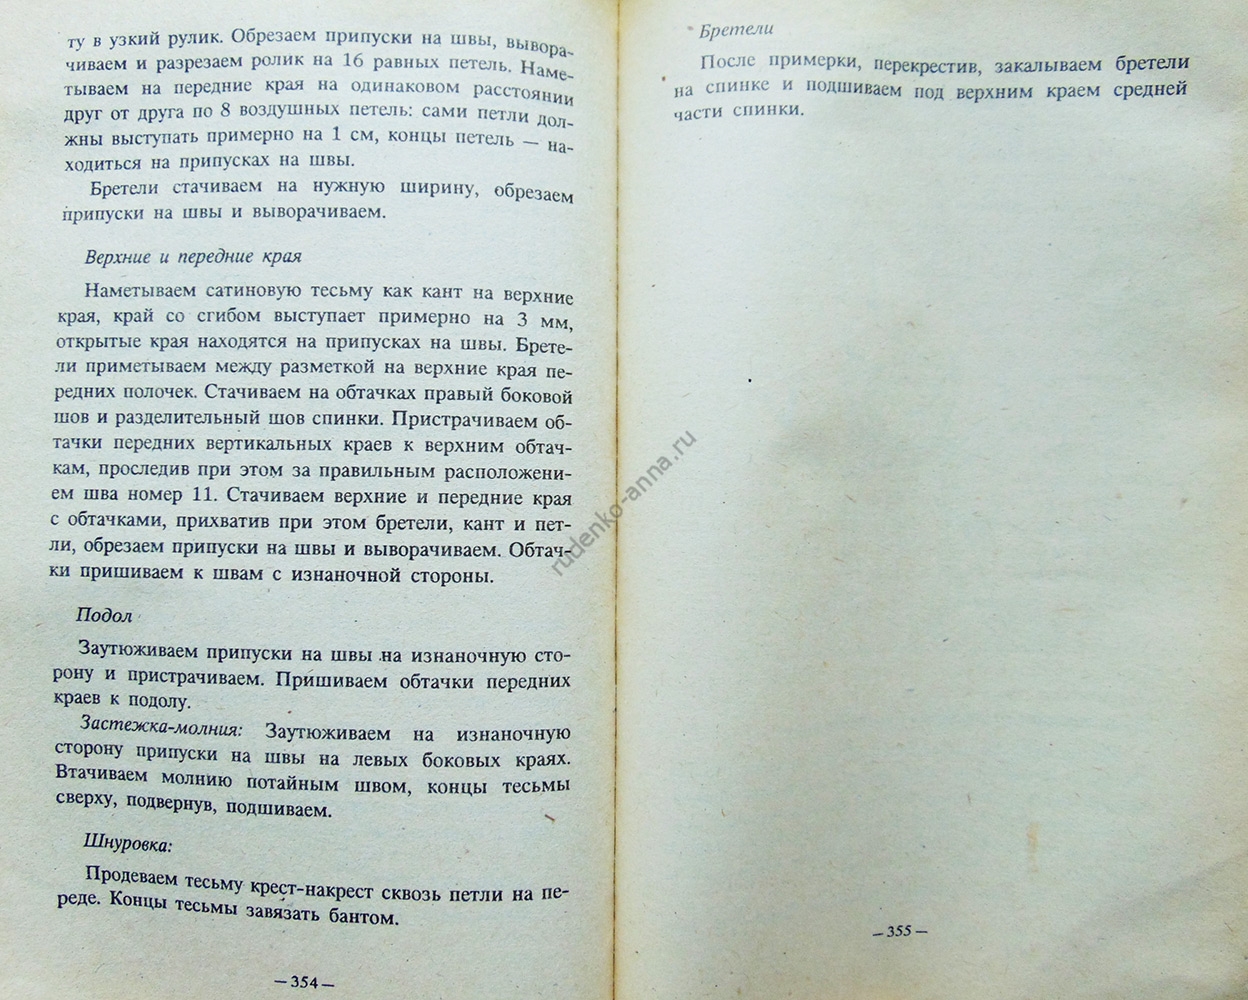 ту в узкий рулик. Обрезаем припуски на швы, вывора-
чиваем и разрезаем ролик на 16 равных петель. Наме-
тываем на передние края на одинаковом расстоянии
друг от друга по 8 воздушных петель: сами петли дол-
жны выступать примерно на 1 см, концы петель — на-
ходиться на припусках на швы.
Бретели стачиваем на нужную ширину, обрезаем
припуски на швы и выворачиваем.
Верхние и передние края
Наметываем сатиновую тесьму как кант на верхние
края, край со сгибом выступает примерно на 3 мм,
открытые края находятся на припусках на швы. Брете-
ли приметываем между разметкой на верхние края пе-
редних полочек. Стачиваем на обтачках правый боковой
шов и разделительный шов спинки. Пристрачиваем об-
тачки передних вертикальных краев к верхним обтач-
кам, проследив при этом за правильным расположени-
ем шва номер 11. Стачиваем верхние и передние края
с обтачками, прихватив при этом бретели, кант и пет-
ли, обрезаем припуски на швы и выворачиваем. Обтач-
ки пришиваем к швам с изнаночной стороны.
Подол
Заутюживаем припуски на швы на изнаночную сто-
рону и пристрачиваем. Пришиваем обтачки передних
краев к подолу.
Застежка-молния: Заутюживаем на изнаночную
сторону припуски на швы на левых боковых краях.
Втачиваем молнию потайным швом, концы тесьмы
сверху, подвернув, подшиваем.
Шнуровка:
Продеваем тесьму крест-накрест сквозь петли на пе-
реде. Концы тесьмы завязать бантом.
— 354 —
Бретели
После примерки, перекрестив, закалываем бретели
на спинке и подшиваем под верхним краем средней
части спинки.
— 355 —
rudenko-anna.ru